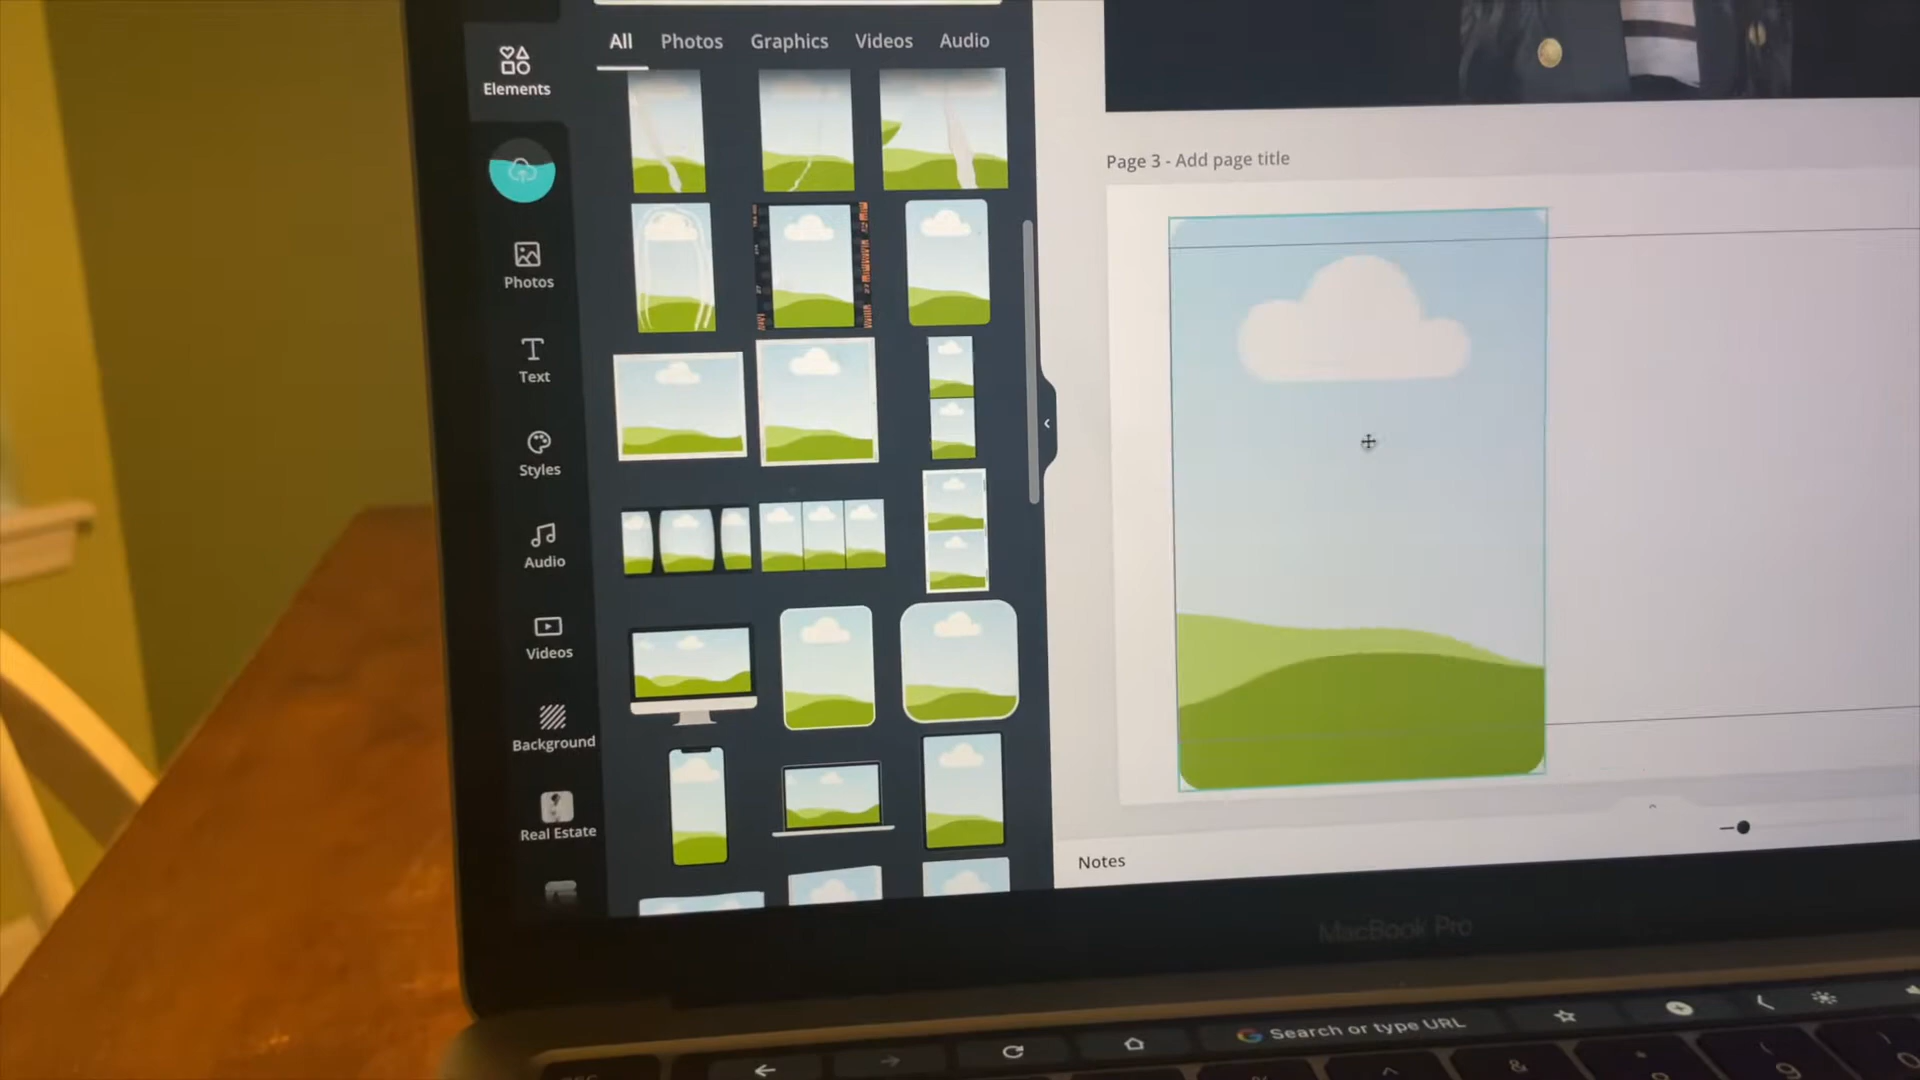 All Photos Graphics Videos Audio
Elements
Photos
Text
Styles
Audio
Videos
Background
Real Estate
Page 3 - Add page title
Notes
MacBook Pro
Search or type URL